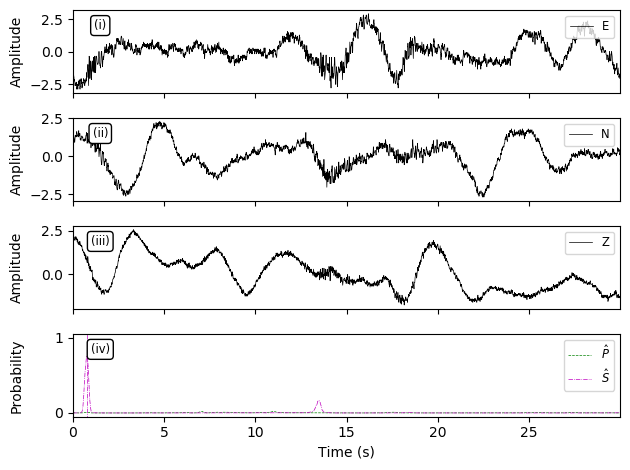 (i)
E
Amplitude
2.5
0.0
−2.5
(ii)
N
Amplitude
2.5
0.0
−2.5
(iii)
Z
Amplitude
2.5
0.0
(iv)
P̂
Ŝ
Probability
1
0
0 5 10 15 20 25
Time (s)